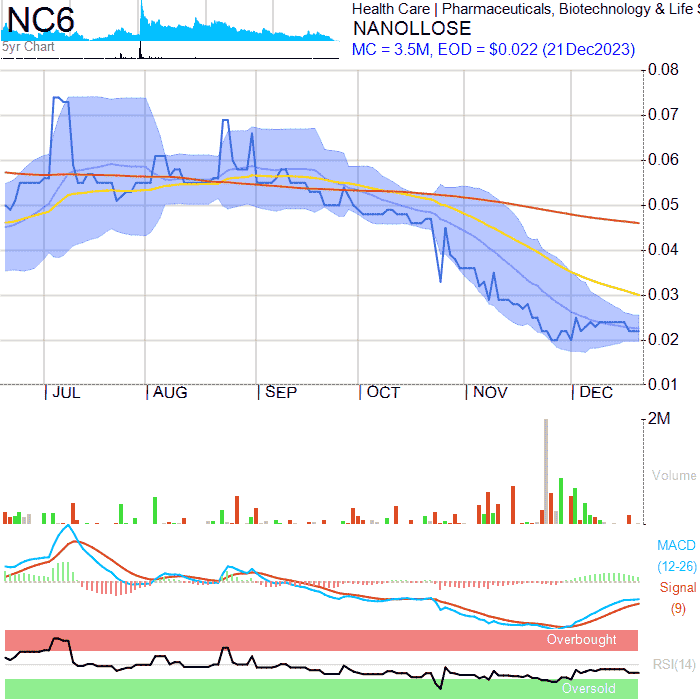 NC6
5yr Chart
Health Care | Pharmaceuticals, Biotechnology & Life S
NANOLLOSE
MC = 3.5M, EOD = $0.022 (21Dec2023)
0.08
0.07
0.06
0.05
0.04
0.03
0.02
0.01
JUL AUG SEP OCT NOV DEC
2M
Volume
MACD
(12-26)
Signal
(9)
Overbought
RSI(14)
Oversold